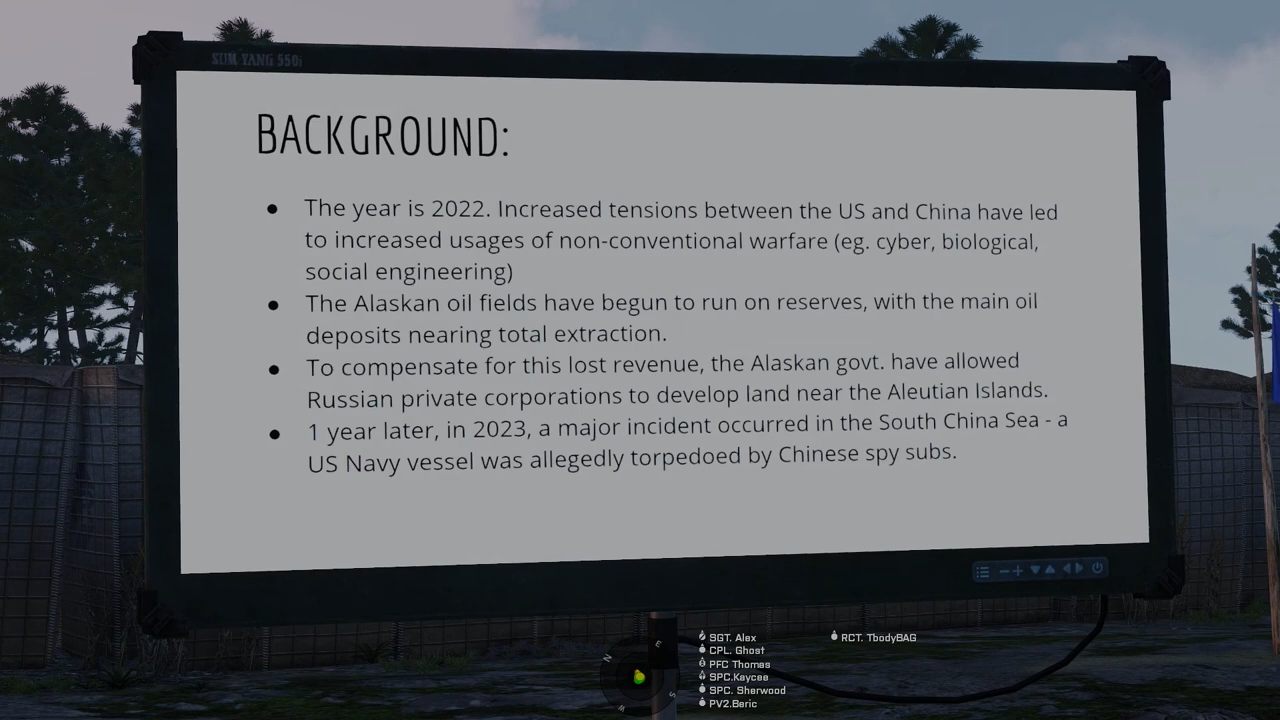 SUM YANG 550i
BACKGROUND:
● The year is 2022. Increased tensions between the US and China have led
to increased usages of non-conventional warfare (eg. cyber, biological,
social engineering)
● The Alaskan oil fields have begun to run on reserves, with the main oil
deposits nearing total extraction.
● To compensate for this lost revenue, the Alaskan govt. have allowed
Russian private corporations to develop land near the Aleutian Islands.
● 1 year later, in 2023, a major incident occurred in the South China Sea - a
US Navy vessel was allegedly torpedoed by Chinese spy subs.
N
E
S
W
SGT. Alex
CPL. Ghost
PFC Thomas
SPC.Kaycee
SPC. Sherwood
PV2.Beric
RCT. TbodyBAG